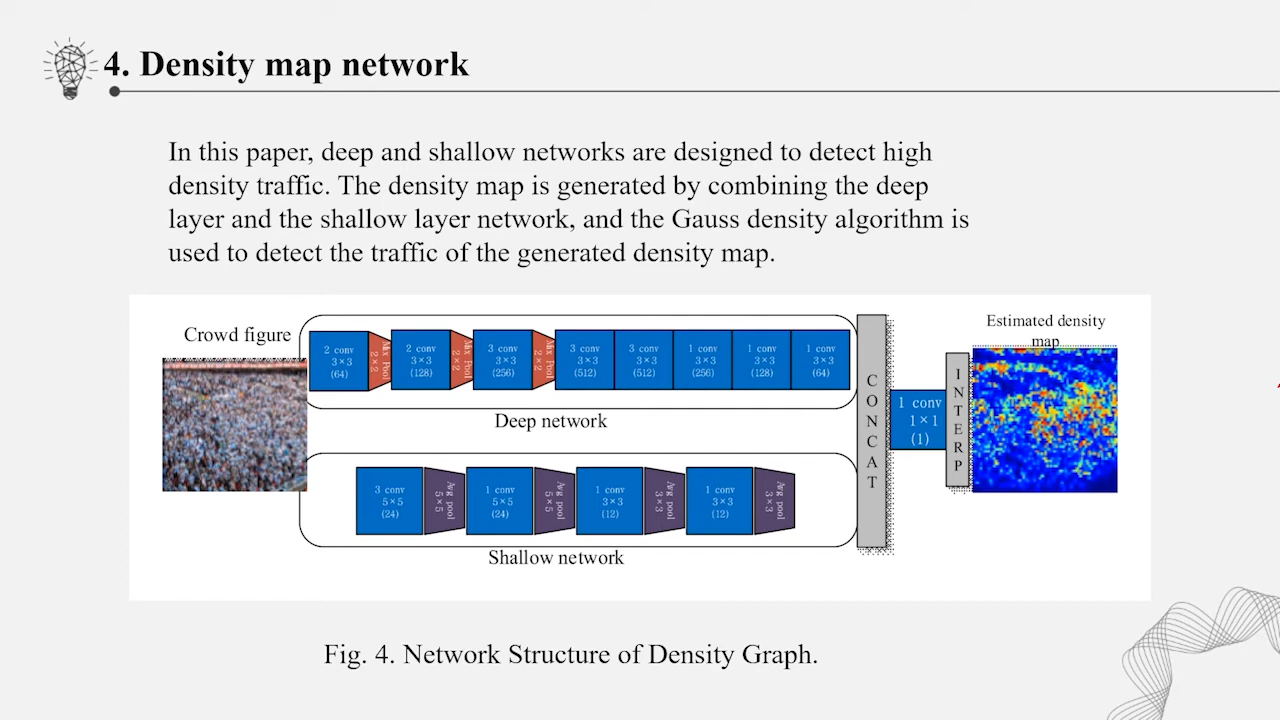 4. Density map network
In this paper, deep and shallow networks are designed to detect high
density traffic. The density map is generated by combining the deep
layer and the shallow layer network, and the Gauss density algorithm is
used to detect the traffic of the generated density map.
Crowd figure
2 conv
3×3
(64)
Max Pool
2×2
2 conv
3×3
(128)
Max Pool
2×2
3 conv
3×3
(256)
Max Pool
2×2
3 conv
3×3
(512)
3 conv
3×3
(512)
1 conv
3×3
(256)
1 conv
3×3
(128)
1 conv
3×3
(64)
Deep network
3 conv
5×5
(24)
Avg pool
5×5
1 conv
5×5
(24)
Avg pool
5×5
1 conv
3×3
(12)
Avg pool
3×3
1 conv
3×3
(12)
Avg pool
3×3
Shallow network
CONCAT
1 conv
1×1
(1)
INTERP
Estimated density
map
Fig. 4. Network Structure of Density Graph.